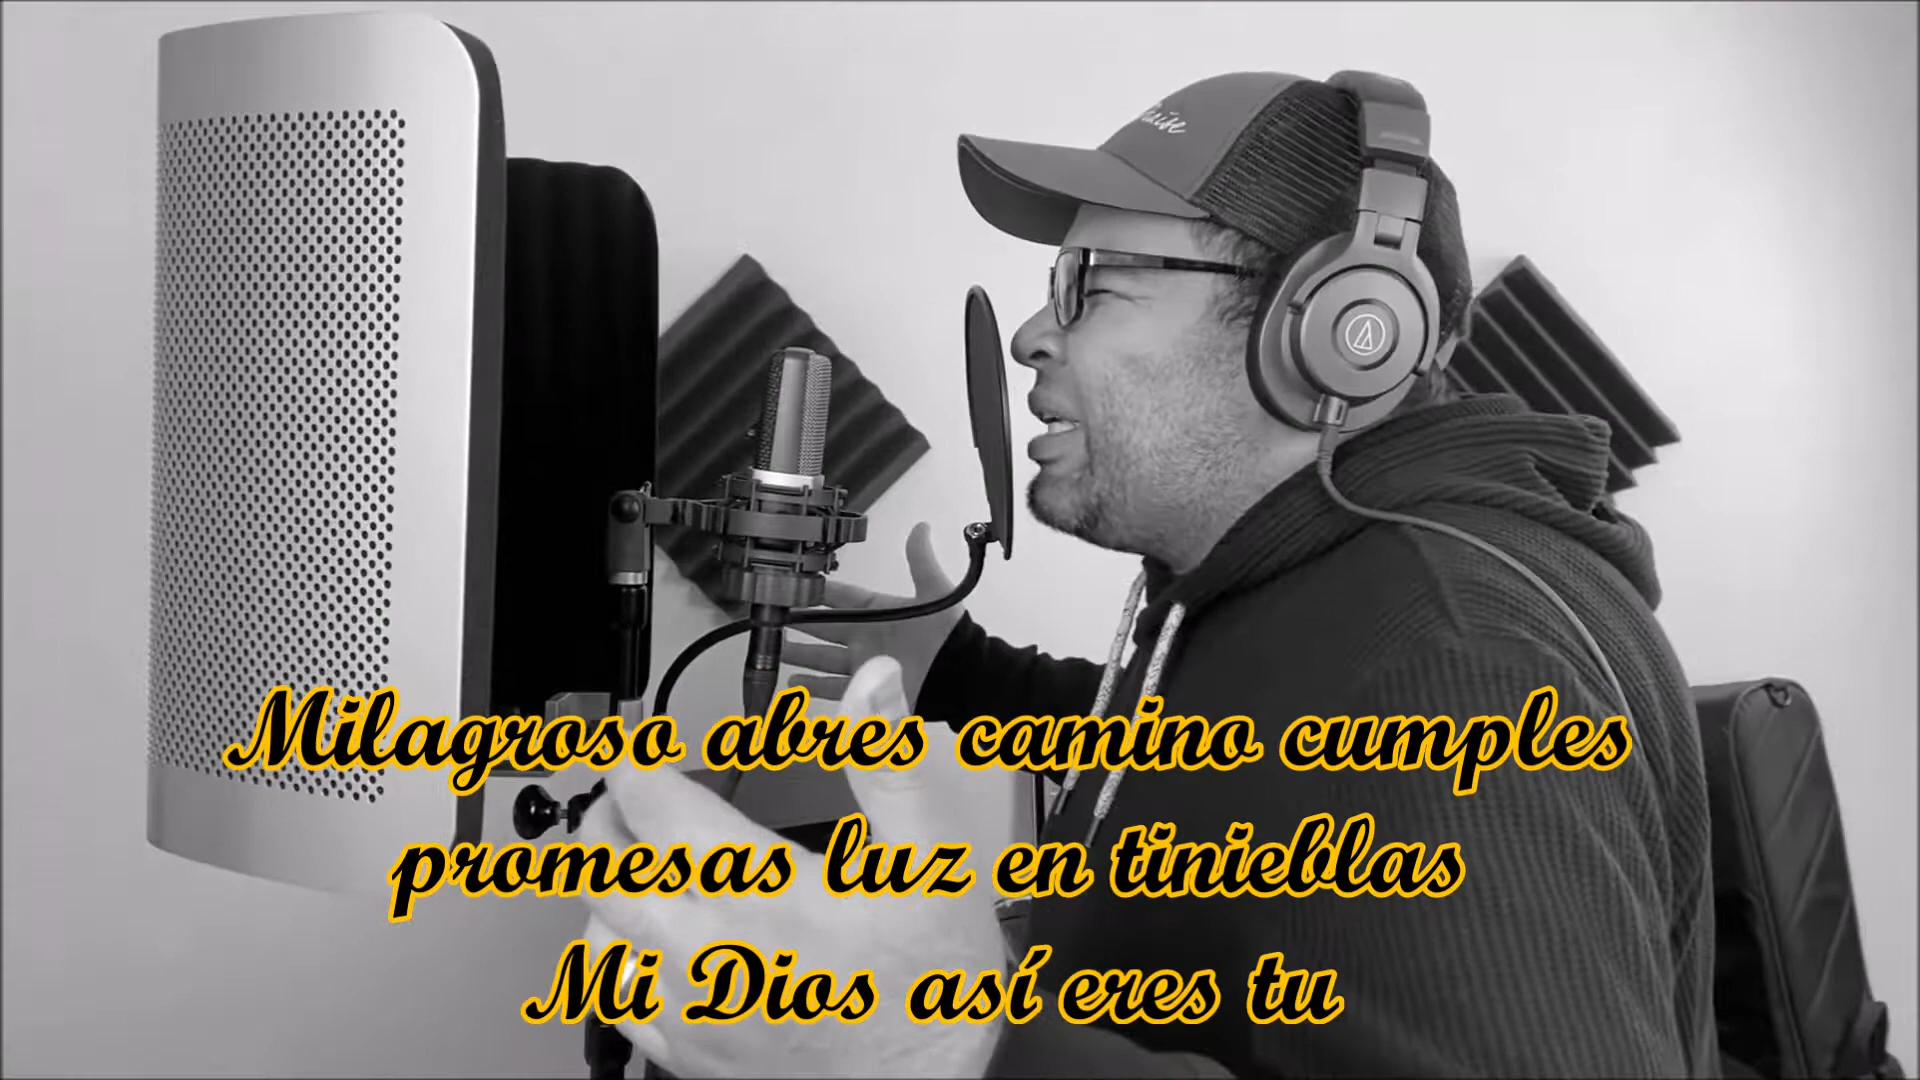 Milagroso abres camino cumples
promesas luz en tinieblas
Mi Dios así eres tu